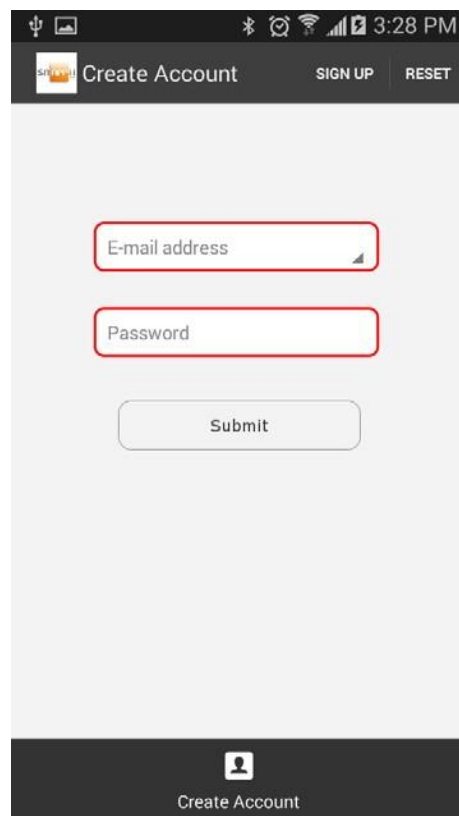 3:28 PM
Create Account SIGN UP RESET
E-mail address
Password
Submit
Create Account